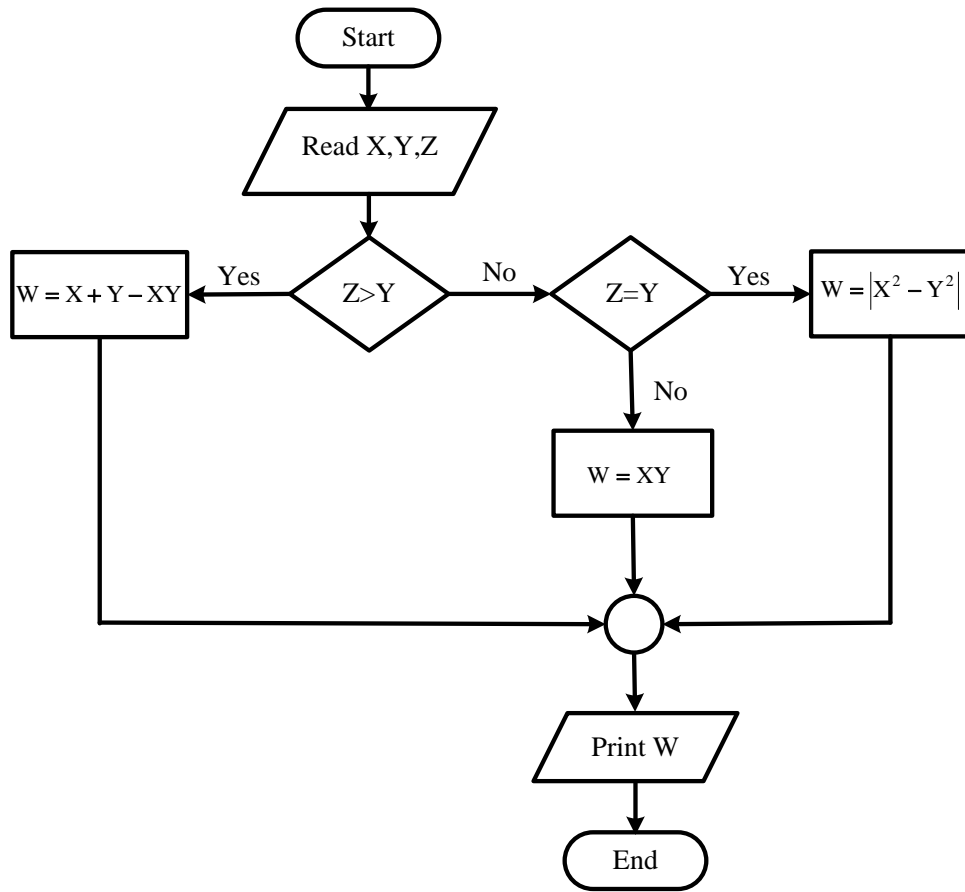 Start
Read X,Y,Z
Z>Y
Yes
W = X + Y − XY
No
Z=Y
Yes
W = |X² − Y²|
No
W = XY
Print W
End